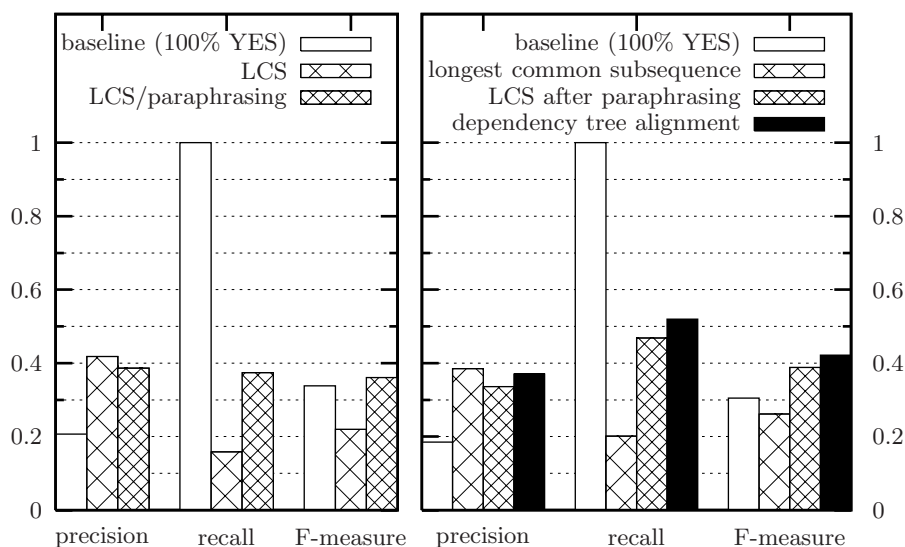 baseline (100% YES)
LCS
LCS/paraphrasing
1
0.8
0.6
0.4
0.2
0
precision
recall
F-measure
baseline (100% YES)
longest common subsequence
LCS after paraphrasing
dependency tree alignment
1
0.8
0.6
0.4
0.2
0
precision
recall
F-measure